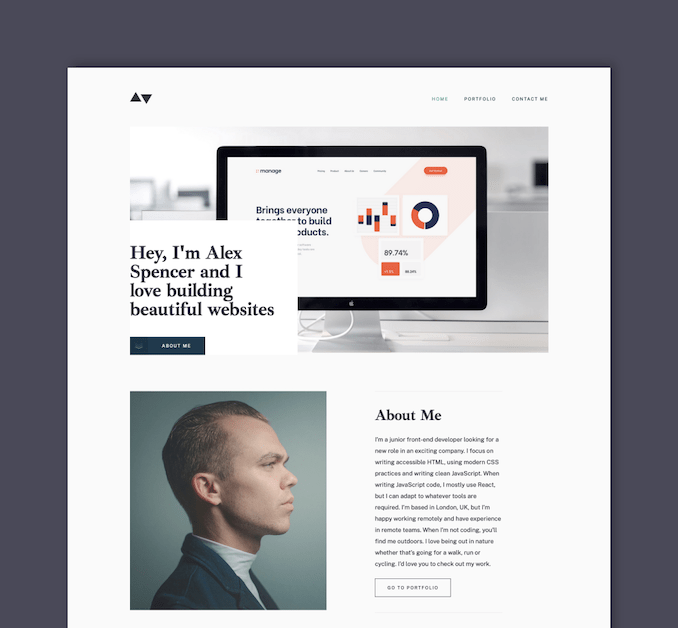 HOME PORTFOLIO CONTACT ME
manage
Brings everyone
together to build
oducts.
89.74%
Hey, I'm Alex
Spencer and I
love building
beautiful websites
ABOUT ME
About Me
I'm a junior front-end developer looking for a
new role in an exciting company. I focus on
writing accessible HTML, using modern CSS
practices and writing clean JavaScript. When
writing JavaScript code, I mostly use React,
but I can adapt to whatever tools are
required. I'm based in London, UK, but I'm
happy working remotely and have experience
in remote teams. When I'm not coding, you'll
find me outdoors. I love being out in nature
whether that's going for a walk, run or
cycling. I'd love you to check out my work.
GO TO PORTFOLIO